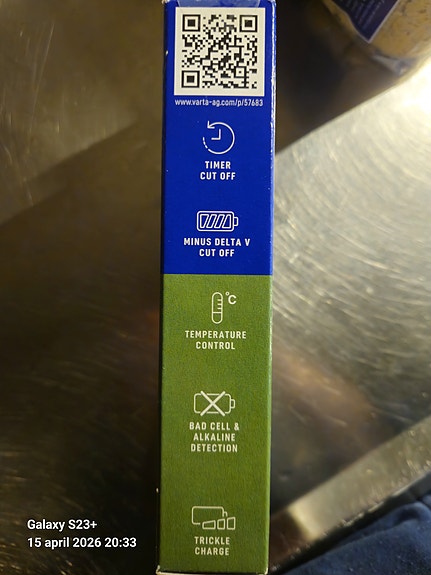 www.varta-ag.com/p/57683
TIMER
CUT OFF
MINUS DELTA V
CUT OFF
°C
TEMPERATURE
CONTROL
BAD CELL &
ALKALINE
DETECTION
TRICKLE
CHARGE
Galaxy S23+
15 april 2026 20:33